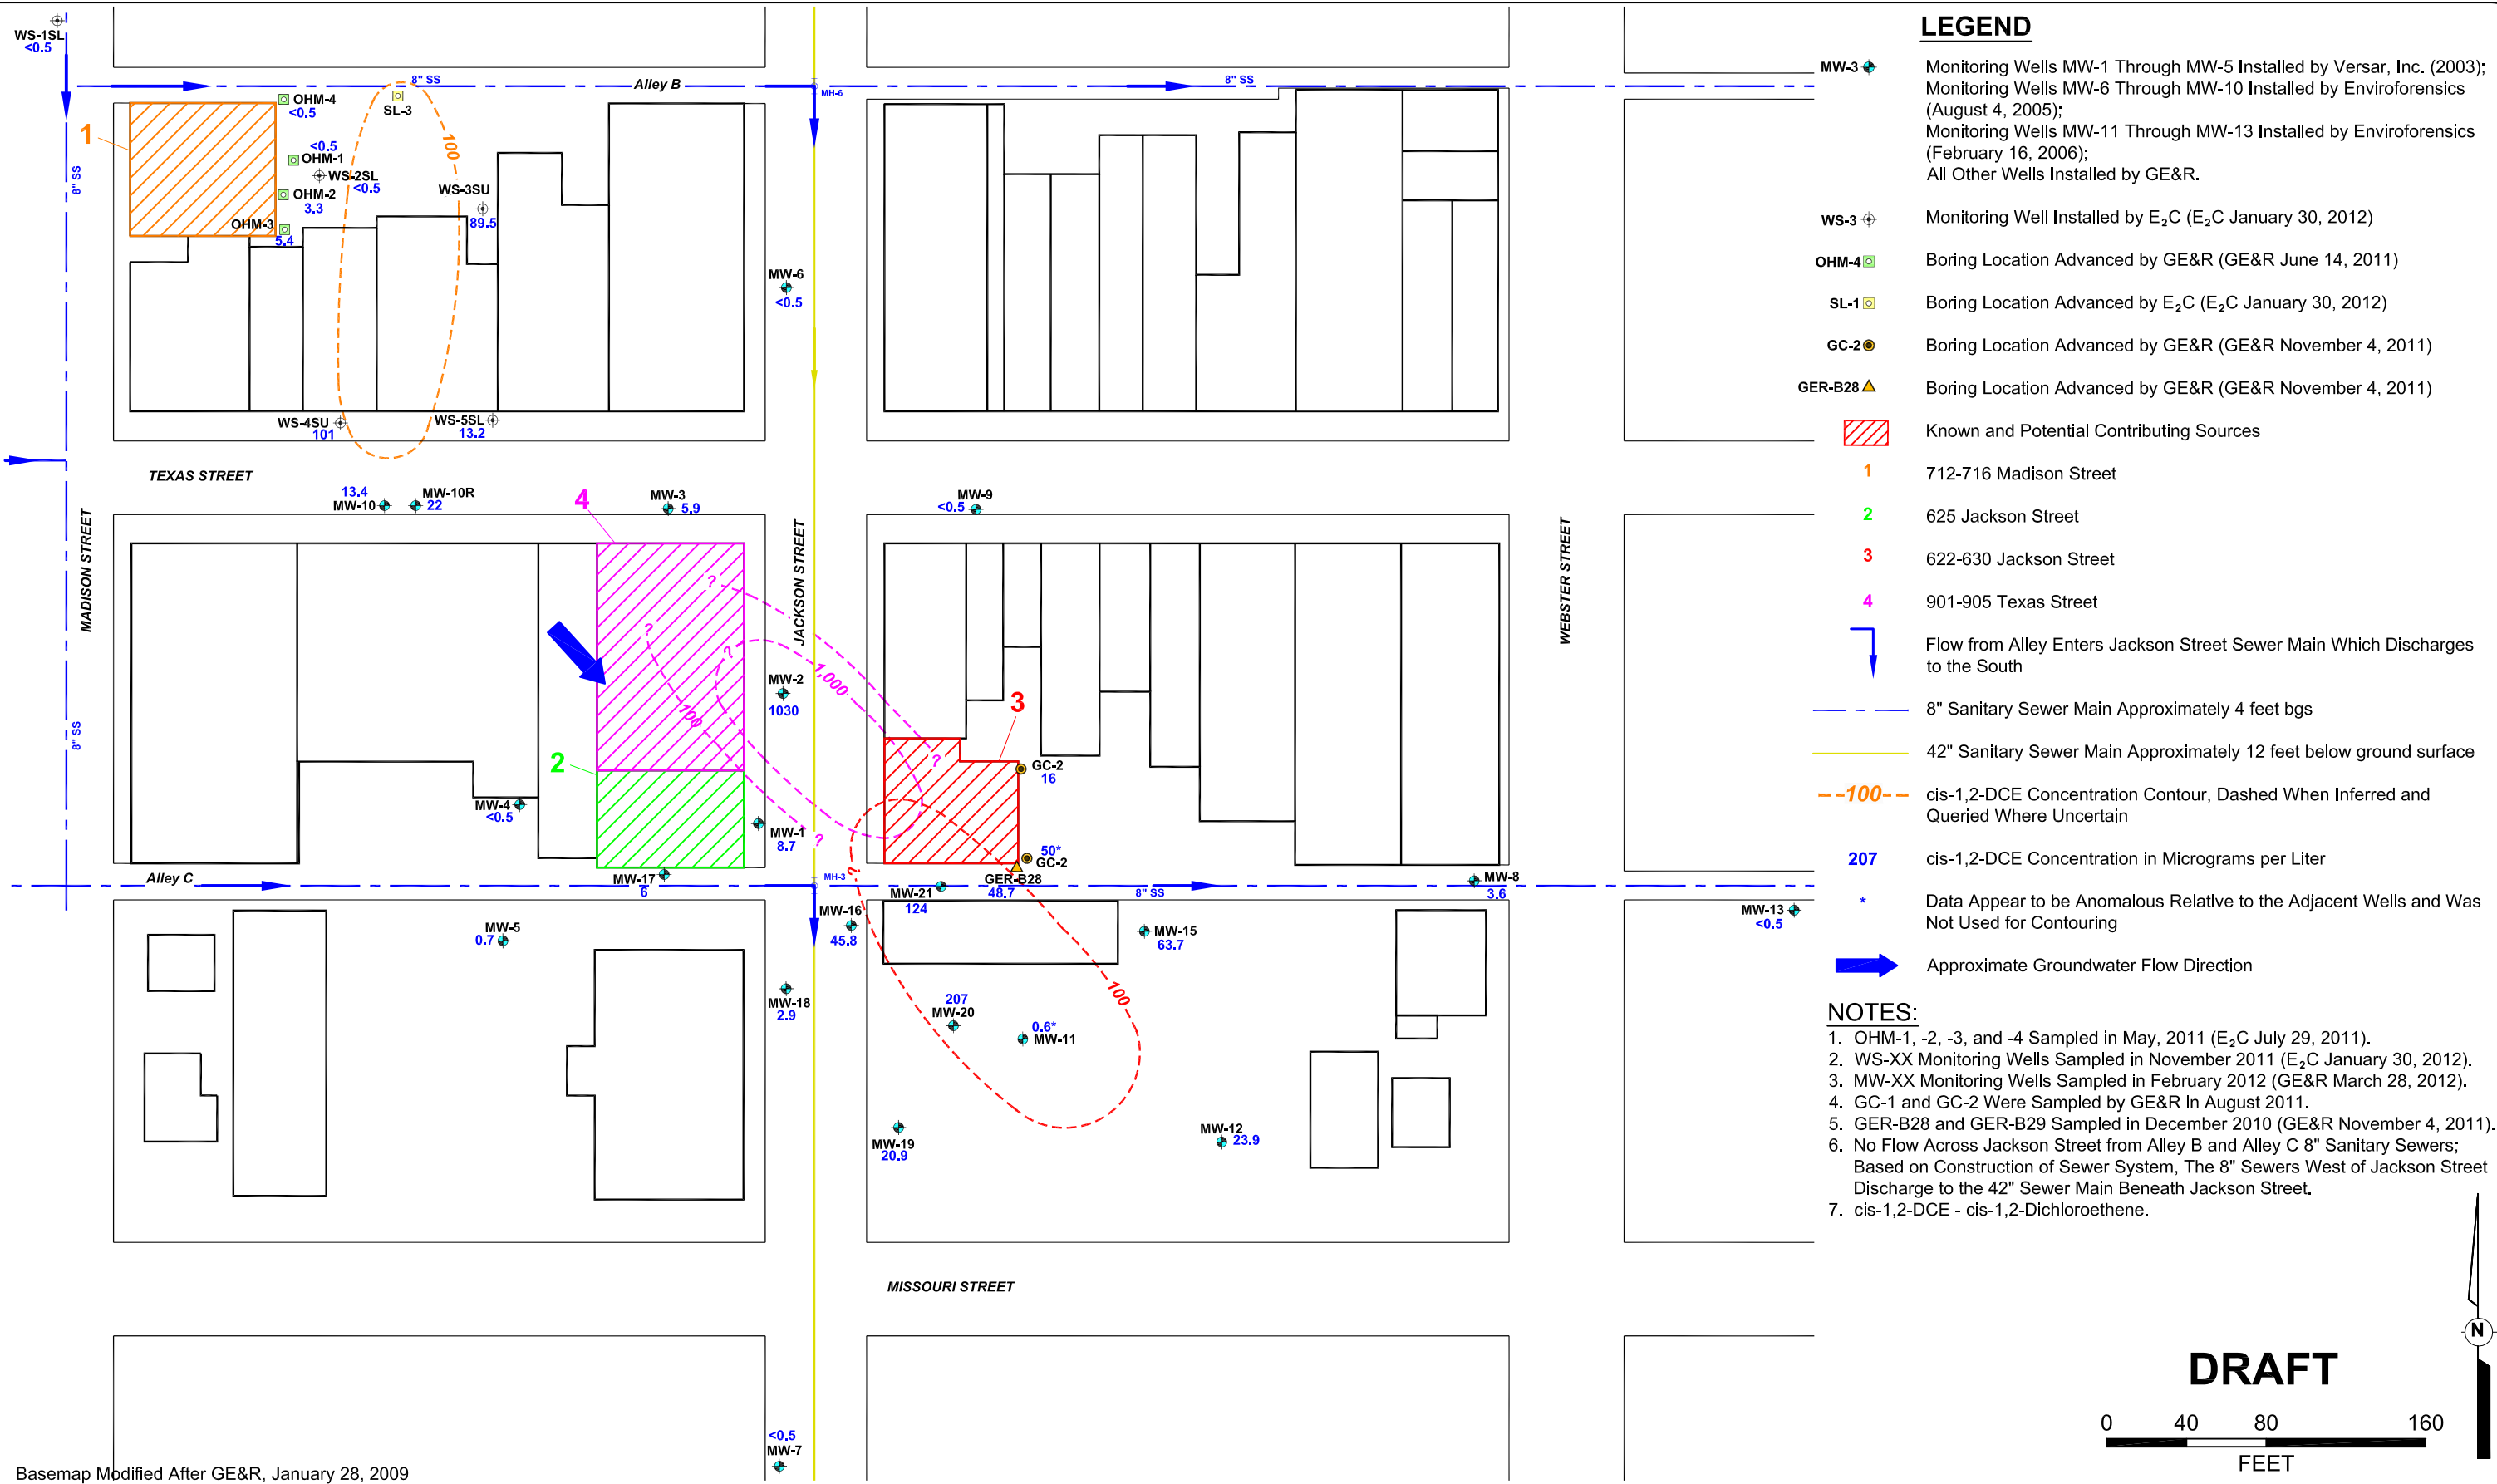 WS-1SL
<0.5
8" SS
Alley B
8" SS
MH-6
OHM-4
<0.5
SL-3
1
100
<0.5
OHM-1
WS-2SL
<0.5
8" SS
OHM-2
3.3
WS-3SU
89.5
OHM-3
5.4
MW-6
<0.5
WS-4SU
101
WS-5SL
13.2
TEXAS STREET
13.4
MW-10
MW-10R
22
4
MW-3
5.9
MW-9
<0.5
MADISON STREET
JACKSON STREET
WEBSTER STREET
?
?
?
1,000
100
MW-2
1030
3
8" SS
2
?
GC-2
16
MW-4
<0.5
MW-1
8.7
?
?
50*
GC-2
GER-B28
48.7
Alley C
MW-17
6
MH-3
MW-21
124
8" SS
MW-8
3.6
MW-16
45.8
MW-15
63.7
MW-13
<0.5
MW-5
0.7
MW-18
2.9
100
207
MW-20
0.6*
MW-11
MW-19
20.9
MW-12
23.9
MISSOURI STREET
<0.5
MW-7
Basemap Modified After GE&R, January 28, 2009
LEGEND
MW-3 Monitoring Wells MW-1 Through MW-5 Installed by Versar, Inc. (2003);
Monitoring Wells MW-6 Through MW-10 Installed by Enviroforensics
(August 4, 2005);
Monitoring Wells MW-11 Through MW-13 Installed by Enviroforensics
(February 16, 2006);
All Other Wells Installed by GE&R.
WS-3 Monitoring Well Installed by E₂C (E₂C January 30, 2012)
OHM-4 Boring Location Advanced by GE&R (GE&R June 14, 2011)
SL-1 Boring Location Advanced by E₂C (E₂C January 30, 2012)
GC-2 Boring Location Advanced by GE&R (GE&R November 4, 2011)
GER-B28 Boring Location Advanced by GE&R (GE&R November 4, 2011)
Known and Potential Contributing Sources
1 712-716 Madison Street
2 625 Jackson Street
3 622-630 Jackson Street
4 901-905 Texas Street
Flow from Alley Enters Jackson Street Sewer Main Which Discharges
to the South
8" Sanitary Sewer Main Approximately 4 feet bgs
42" Sanitary Sewer Main Approximately 12 feet below ground surface
100 cis-1,2-DCE Concentration Contour, Dashed When Inferred and
Queried Where Uncertain
207 cis-1,2-DCE Concentration in Micrograms per Liter
* Data Appear to be Anomalous Relative to the Adjacent Wells and Was
Not Used for Contouring
Approximate Groundwater Flow Direction
NOTES:
1. OHM-1, -2, -3, and -4 Sampled in May, 2011 (E₂C July 29, 2011).
2. WS-XX Monitoring Wells Sampled in November 2011 (E₂C January 30, 2012).
3. MW-XX Monitoring Wells Sampled in February 2012 (GE&R March 28, 2012).
4. GC-1 and GC-2 Were Sampled by GE&R in August 2011.
5. GER-B28 and GER-B29 Sampled in December 2010 (GE&R November 4, 2011).
6. No Flow Across Jackson Street from Alley B and Alley C 8" Sanitary Sewers;
Based on Construction of Sewer System, The 8" Sewers West of Jackson Street
Discharge to the 42" Sewer Main Beneath Jackson Street.
7. cis-1,2-DCE - cis-1,2-Dichloroethene.
N
DRAFT
0 40 80 160
FEET